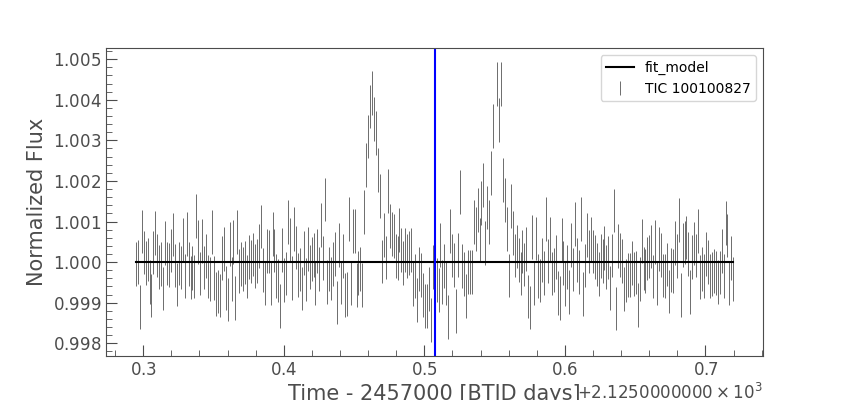 1.005
1.004
1.003
1.002
1.001
1.000
0.999
0.998
Normalized Flux
fit_model
TIC 100100827
0.3 0.4 0.5 0.6 0.7
Time - 2457000 [BTJD days]
+2.1250000000 × 10³